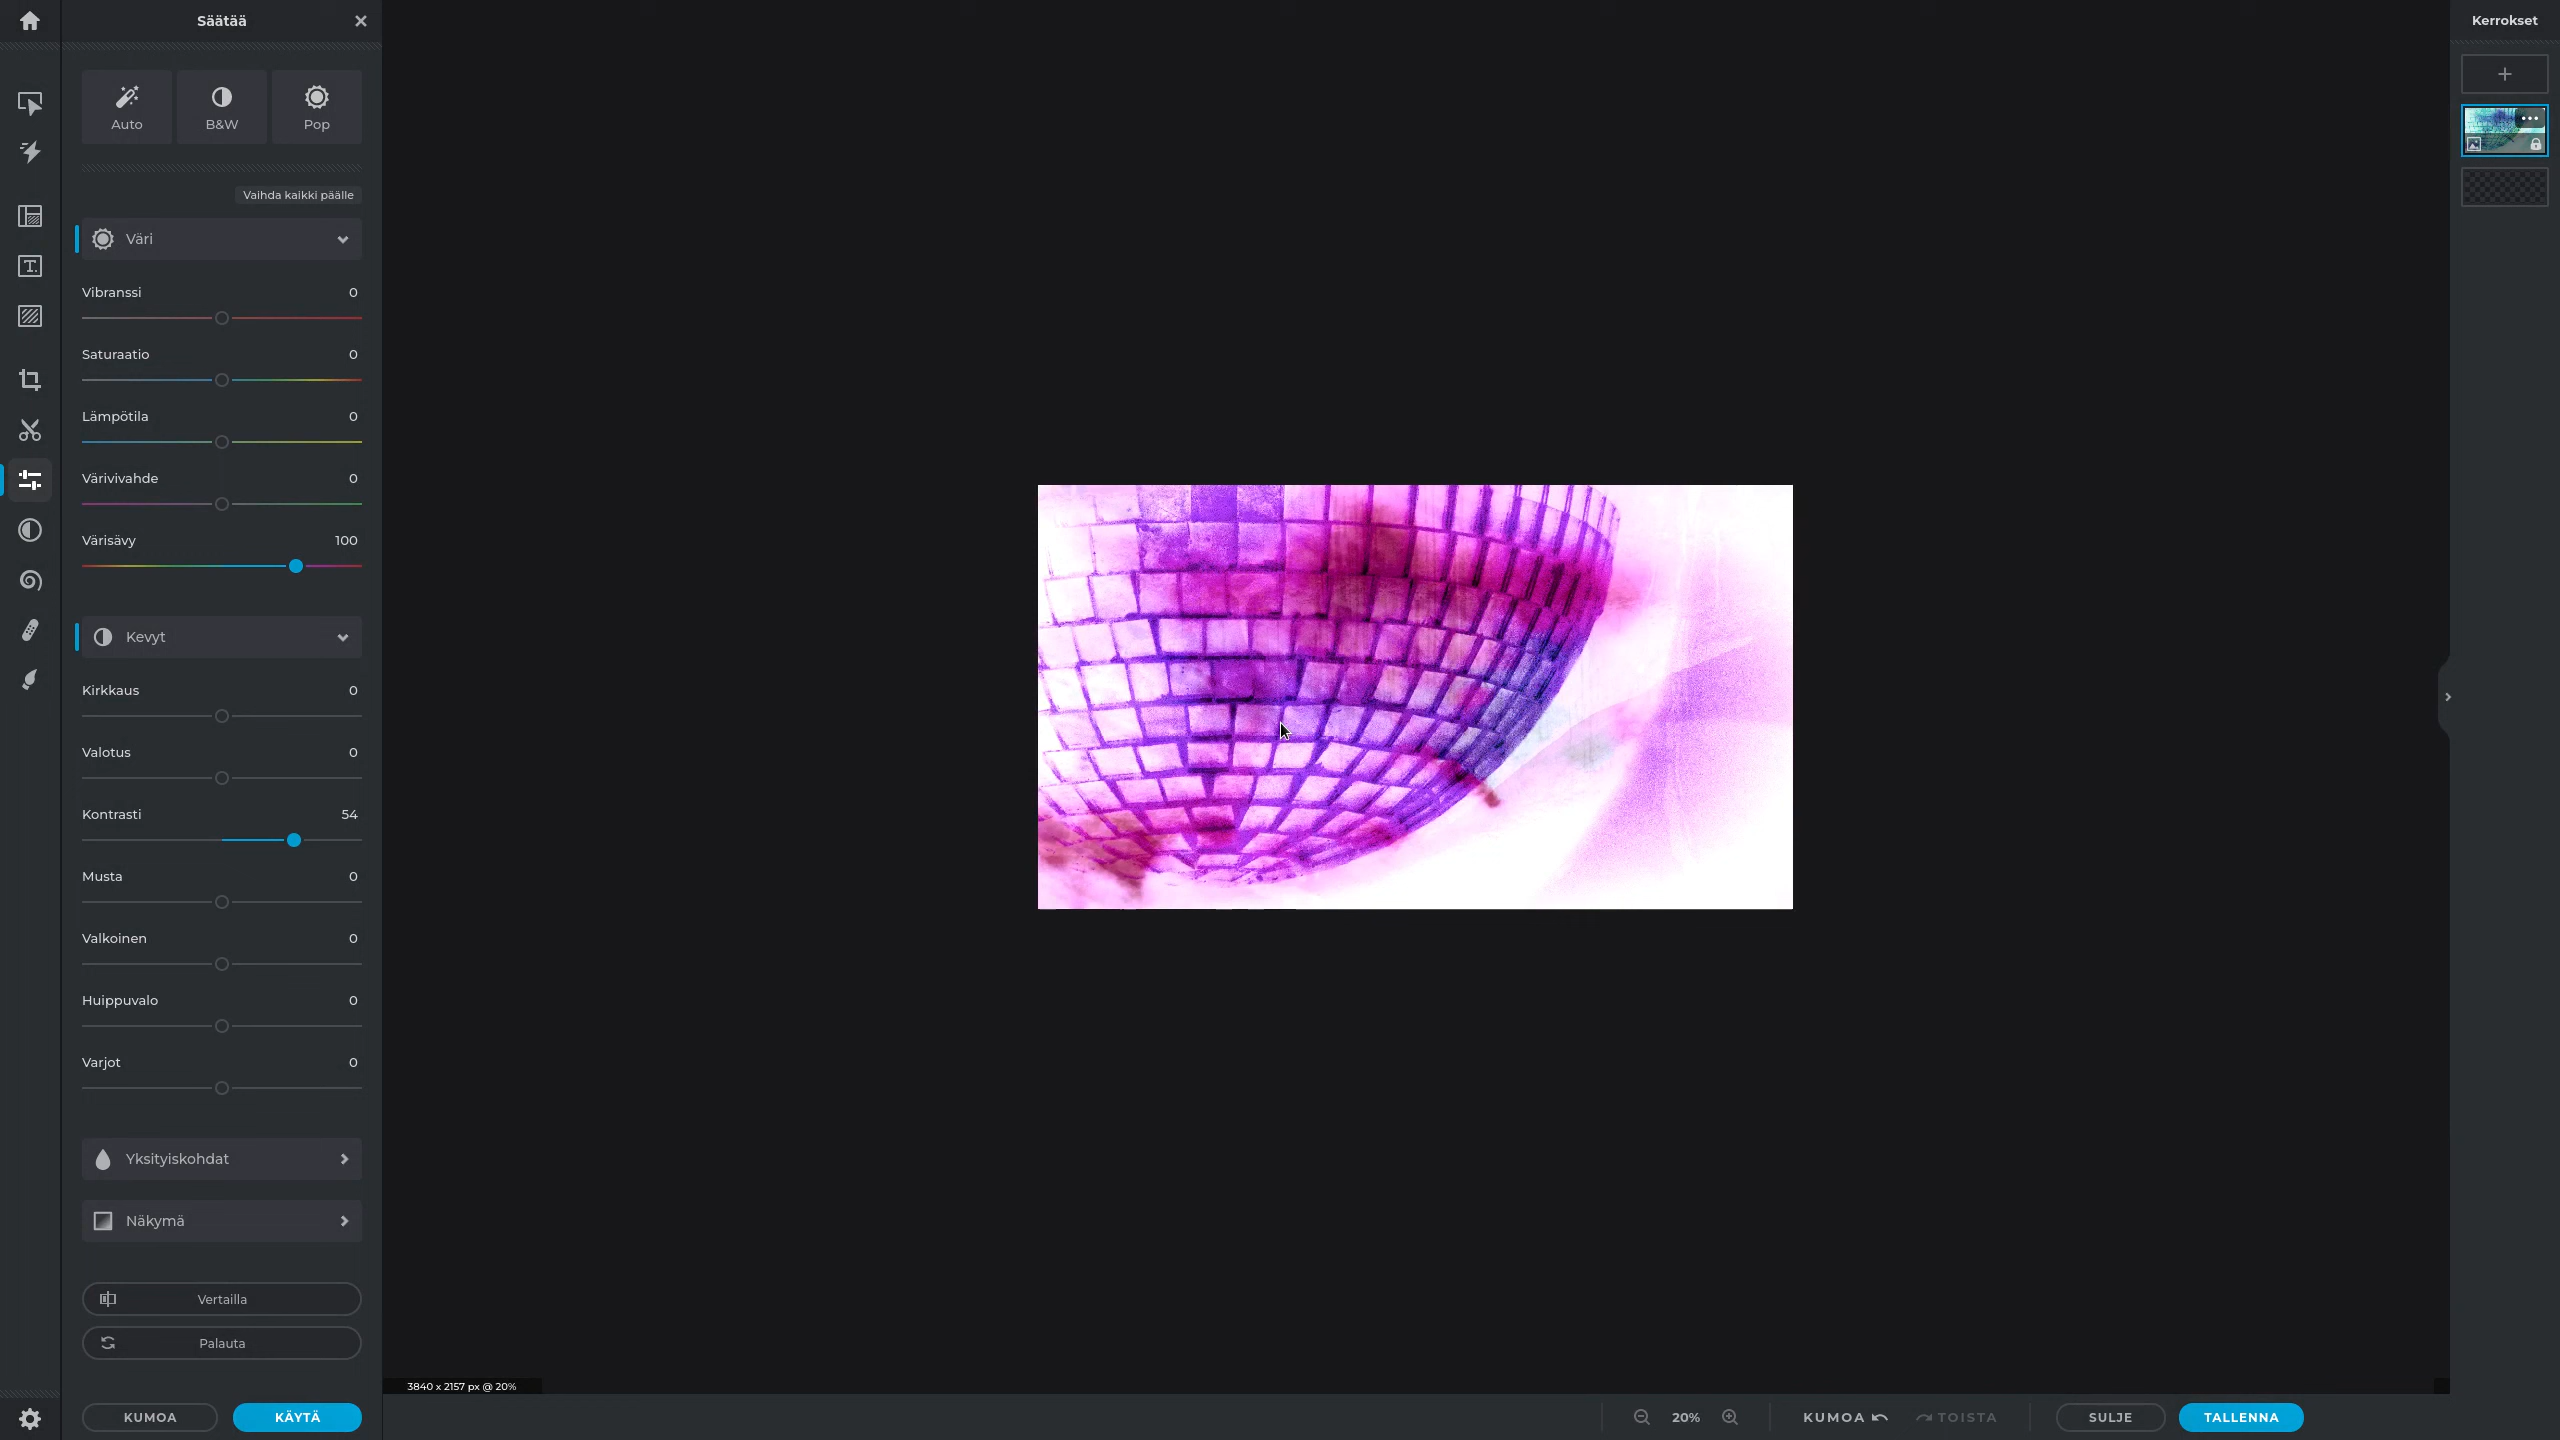 Säätää
Kerrokset
Auto
B&W
Pop
Vaihda kaikki päälle
Väri
Vibranssi 0
Saturaatio 0
Lämpötila 0
Värivivahde 0
Värisävy 100
Kevyt
Kirkkaus 0
Valotus 0
Kontrasti 54
Musta 0
Valkoinen 0
Huippuvalo 0
Varjot 0
Yksityiskohdat
Näkymä
Vertailla
Palauta
3840 x 2157 px @ 20%
KUMOA
KÄYTÄ
20%
KUMOA
TOISTA
SULJE
TALLENNA